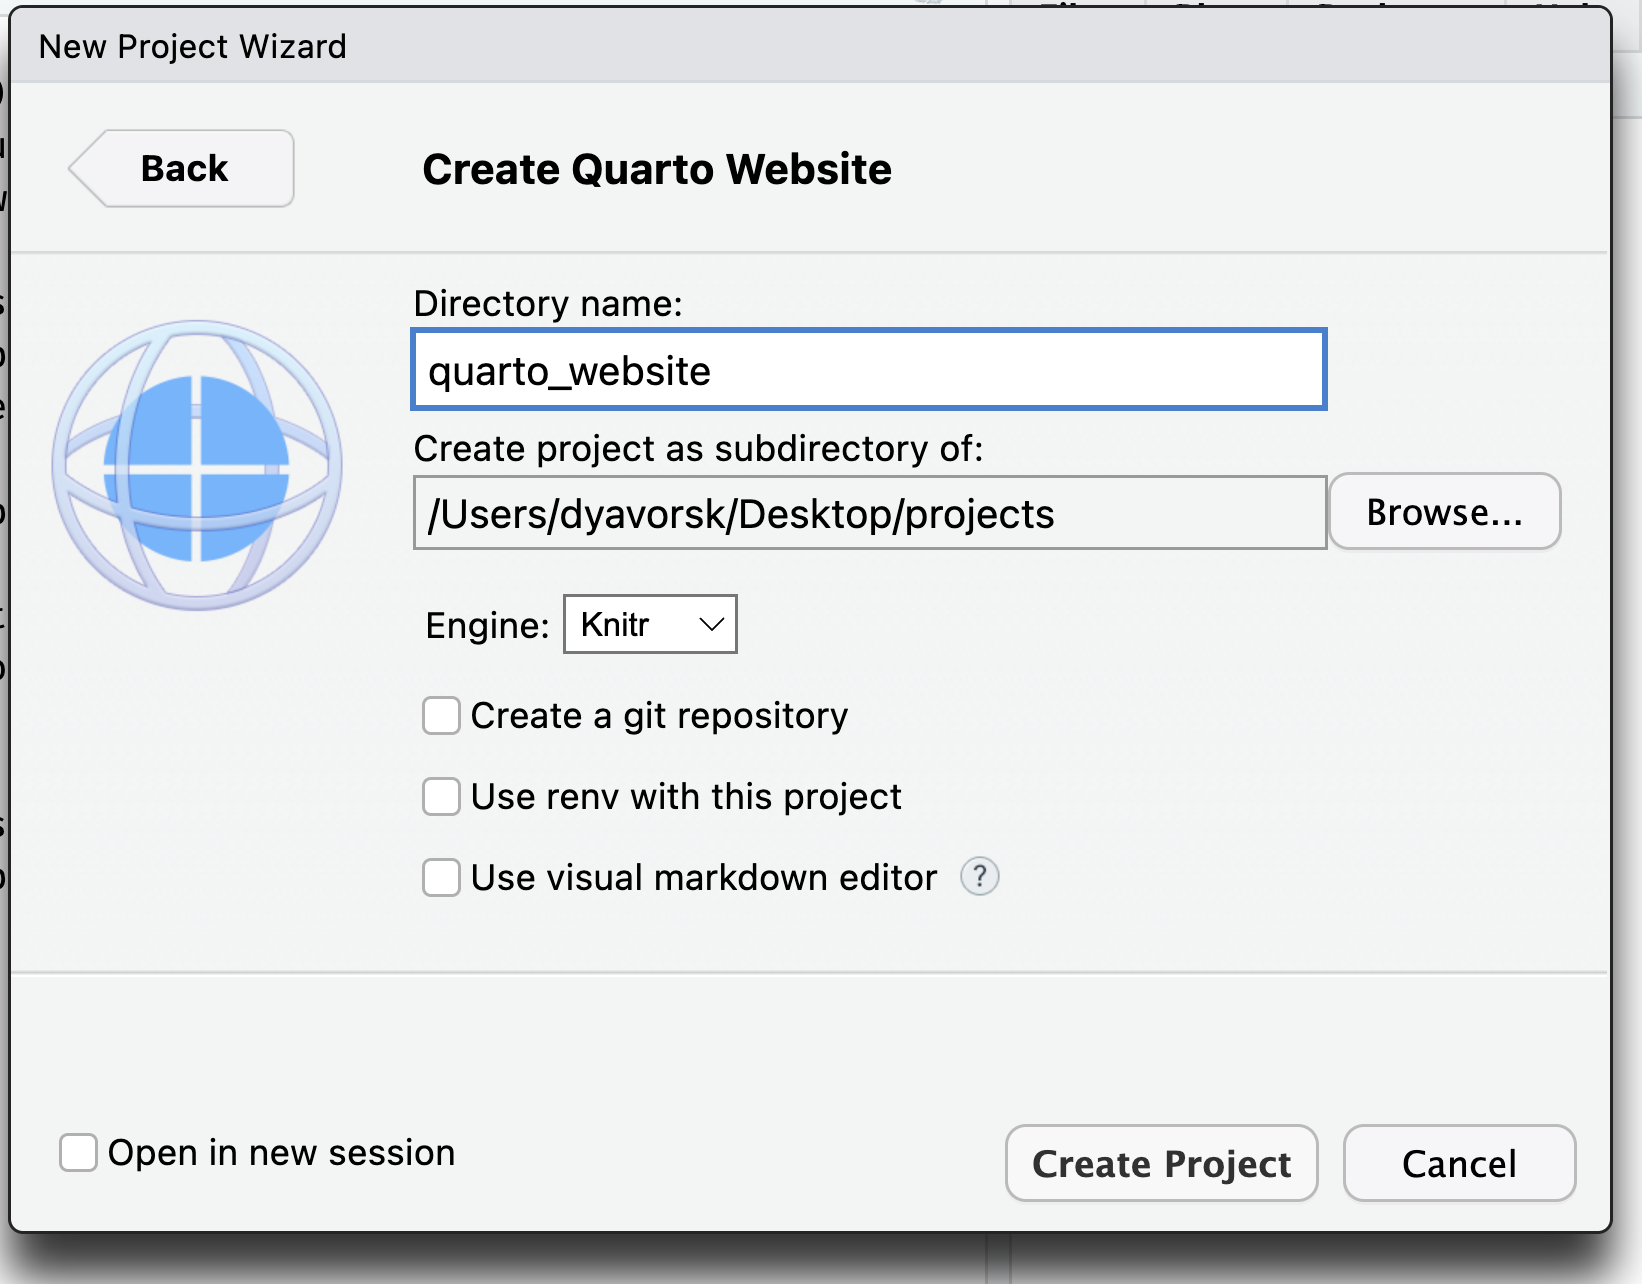 New Project Wizard
Back
Create Quarto Website
Directory name:
quarto_website
Create project as subdirectory of:
/Users/dyavorsk/Desktop/projects
Browse...
Engine: Knitr
Create a git repository
Use renv with this project
Use visual markdown editor ?
Open in new session
Create Project Cancel